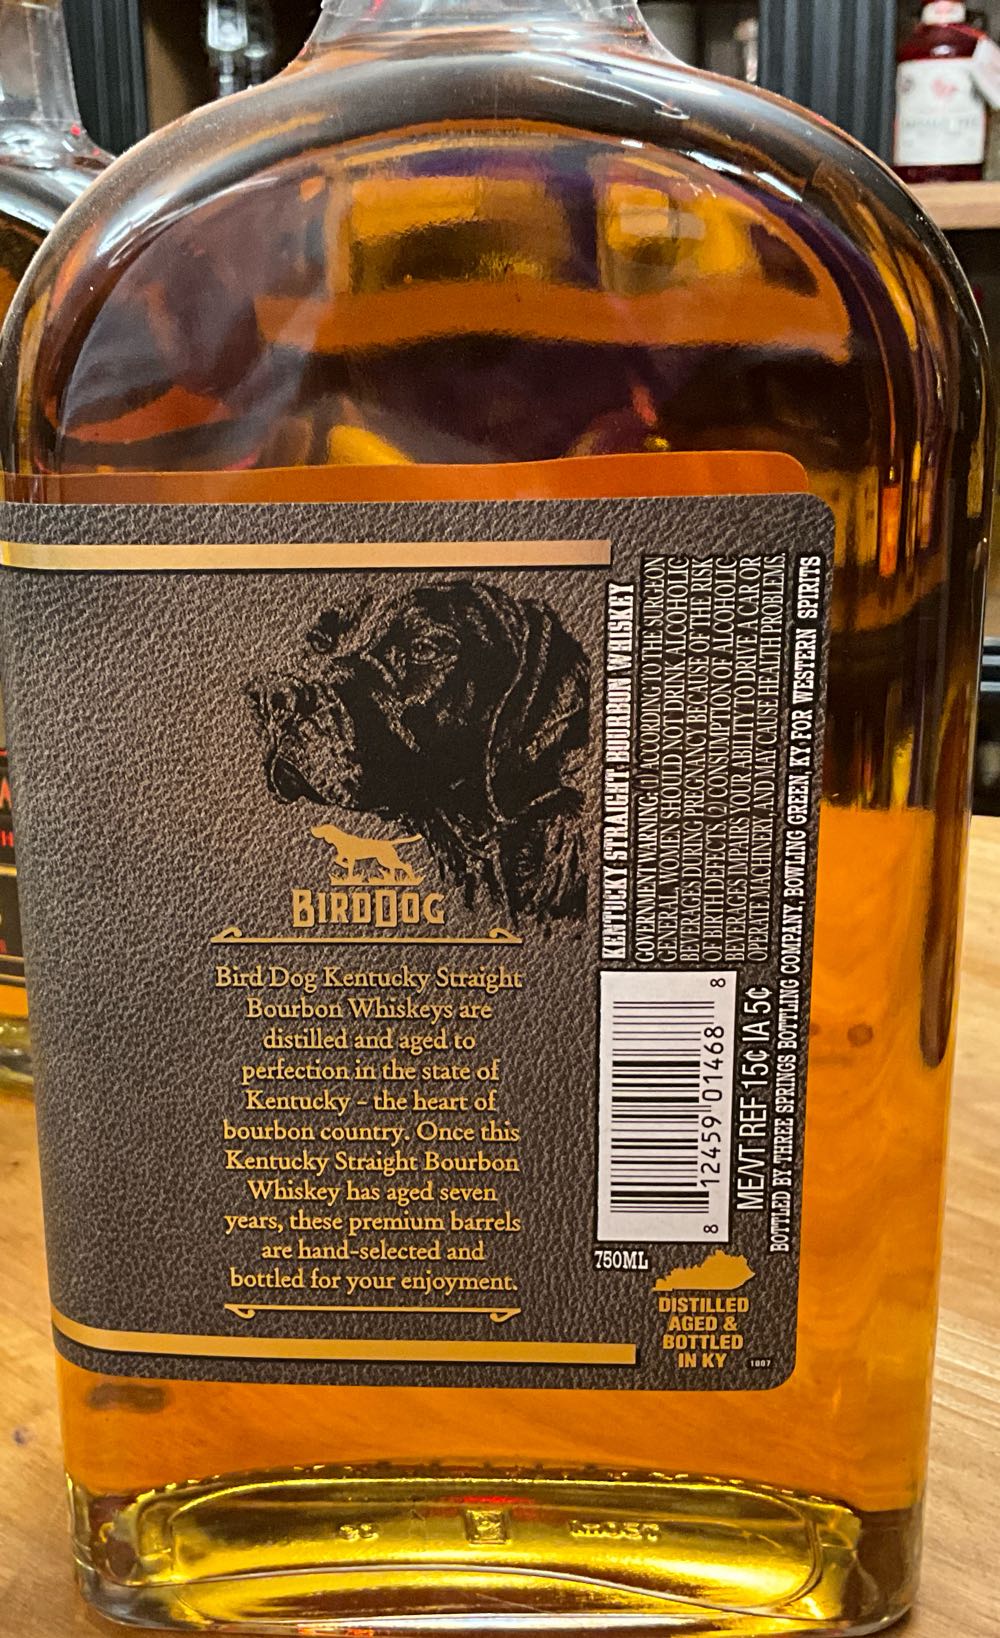 BIRDDOG
Bird Dog Kentucky Straight
Bourbon Whiskeys are
distilled and aged to
perfection in the state of
Kentucky - the heart of
bourbon country. Once this
Kentucky Straight Bourbon
Whiskey has aged seven
years, these premium barrels
are hand-selected and
bottled for your enjoyment.
KENTUCKY STRAIGHT BOURBON WHISKEY
GOVERNMENT WARNING: (1) ACCORDING TO THE SURGEON
GENERAL, WOMEN SHOULD NOT DRINK ALCOHOLIC
BEVERAGES DURING PREGNANCY BECAUSE OF THE RISK
OF BIRTH DEFECTS. (2) CONSUMPTION OF ALCOHOLIC
BEVERAGES IMPAIRS YOUR ABILITY TO DRIVE A CAR OR
OPERATE MACHINERY, AND MAY CAUSE HEALTH PROBLEMS.
8 12459 01468 8
ME/VT REF 15¢ IA 5¢
BOTTLED BY THREE SPRINGS BOTTLING COMPANY, BOWLING GREEN, KY FOR WESTERN SPIRITS
750ML
DISTILLED
AGED &
BOTTLED
IN KY
1007